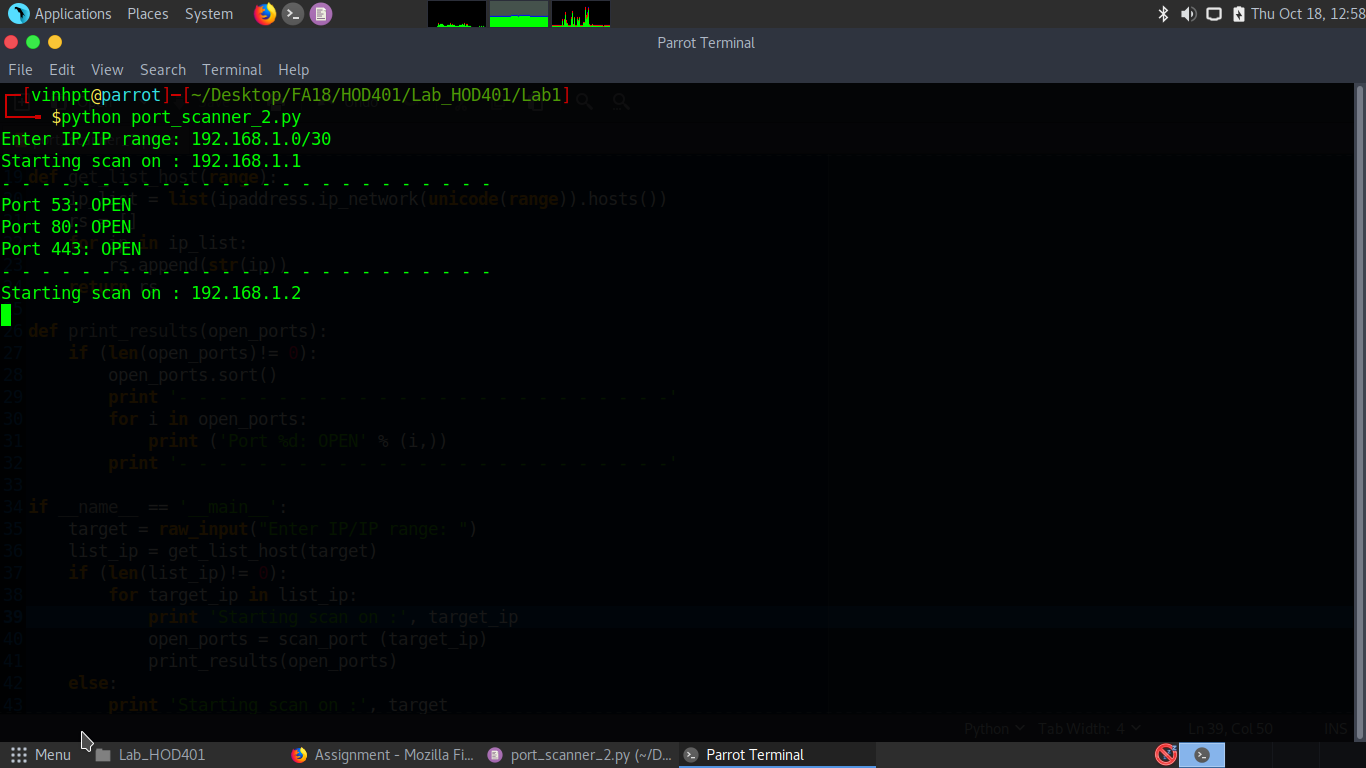 Applications Places System Thu Oct 18, 12:58
Parrot Terminal
File Edit View Search Terminal Help
[vinhpt@parrot]─[~/Desktop/FA18/HOD401/Lab_HOD401/Lab1]
$python port_scanner_2.py
Enter IP/IP range: 192.168.1.0/30
Starting scan on : 192.168.1.1
def get_list_host(range):
- - - - - - - - - - - - - - - - - - - - - - - - -
= list(ipaddress.ip_network(unicode(range)).hosts())
Port 53: OPEN
Port 80: OPEN
in ip_list:
Port 443: OPEN
rs.append(str(ip))
- - - - - - - - - - - - - - - - - - - - - - - - -
return rs
Starting scan on : 192.168.1.2
def print_results(open_ports):
27 if (len(open_ports)!= 0):
28 open_ports.sort()
29 print '- - - - - - - - - - - - - - - - - - - - - - - - -'
30 for i in open_ports:
31 print ('Port %d: OPEN' % (i,))
32 print '- - - - - - - - - - - - - - - - - - - - - - - - -'
33
34 if __name__ == '__main__':
35 target = raw_input("Enter IP/IP range: ")
36 list_ip = get_list_host(target)
37 if (len(list_ip)!= 0):
38 for target_ip in list_ip:
39 print 'Starting scan on :', target_ip
40 open_ports = scan_port (target_ip)
41 print_results(open_ports)
42 else:
43 print 'Starting scan on :', target
Python Tab Width: 4 Ln 39, Col 50 INS
Menu Lab_HOD401 Assignment - Mozilla Fi... port_scanner_2.py (~/D... Parrot Terminal